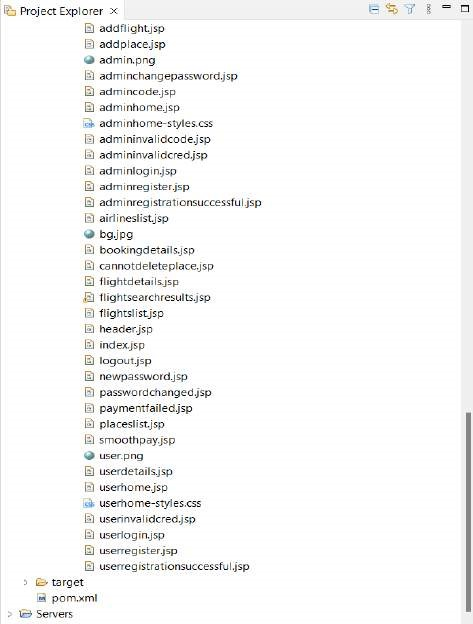 Project Explorer
addflight.jsp
addplace.jsp
admin.png
adminchangepassword.jsp
admincode.jsp
adminhome.jsp
adminhome-styles.css
admininvalidcode.jsp
admininvalidcred.jsp
adminlogin.jsp
adminregister.jsp
adminregistrationsuccessful.jsp
airlineslist.jsp
bg.jpg
bookingdetails.jsp
cannotdeleteplace.jsp
flightdetails.jsp
flightsearchresults.jsp
flightslist.jsp
header.jsp
index.jsp
logout.jsp
newpassword.jsp
passwordchanged.jsp
paymentfailed.jsp
placeslist.jsp
smoothpay.jsp
user.png
userdetails.jsp
userhome.jsp
userhome-styles.css
userinvalidcred.jsp
userlogin.jsp
userregister.jsp
userregistrationsuccessful.jsp
target
pom.xml
Servers